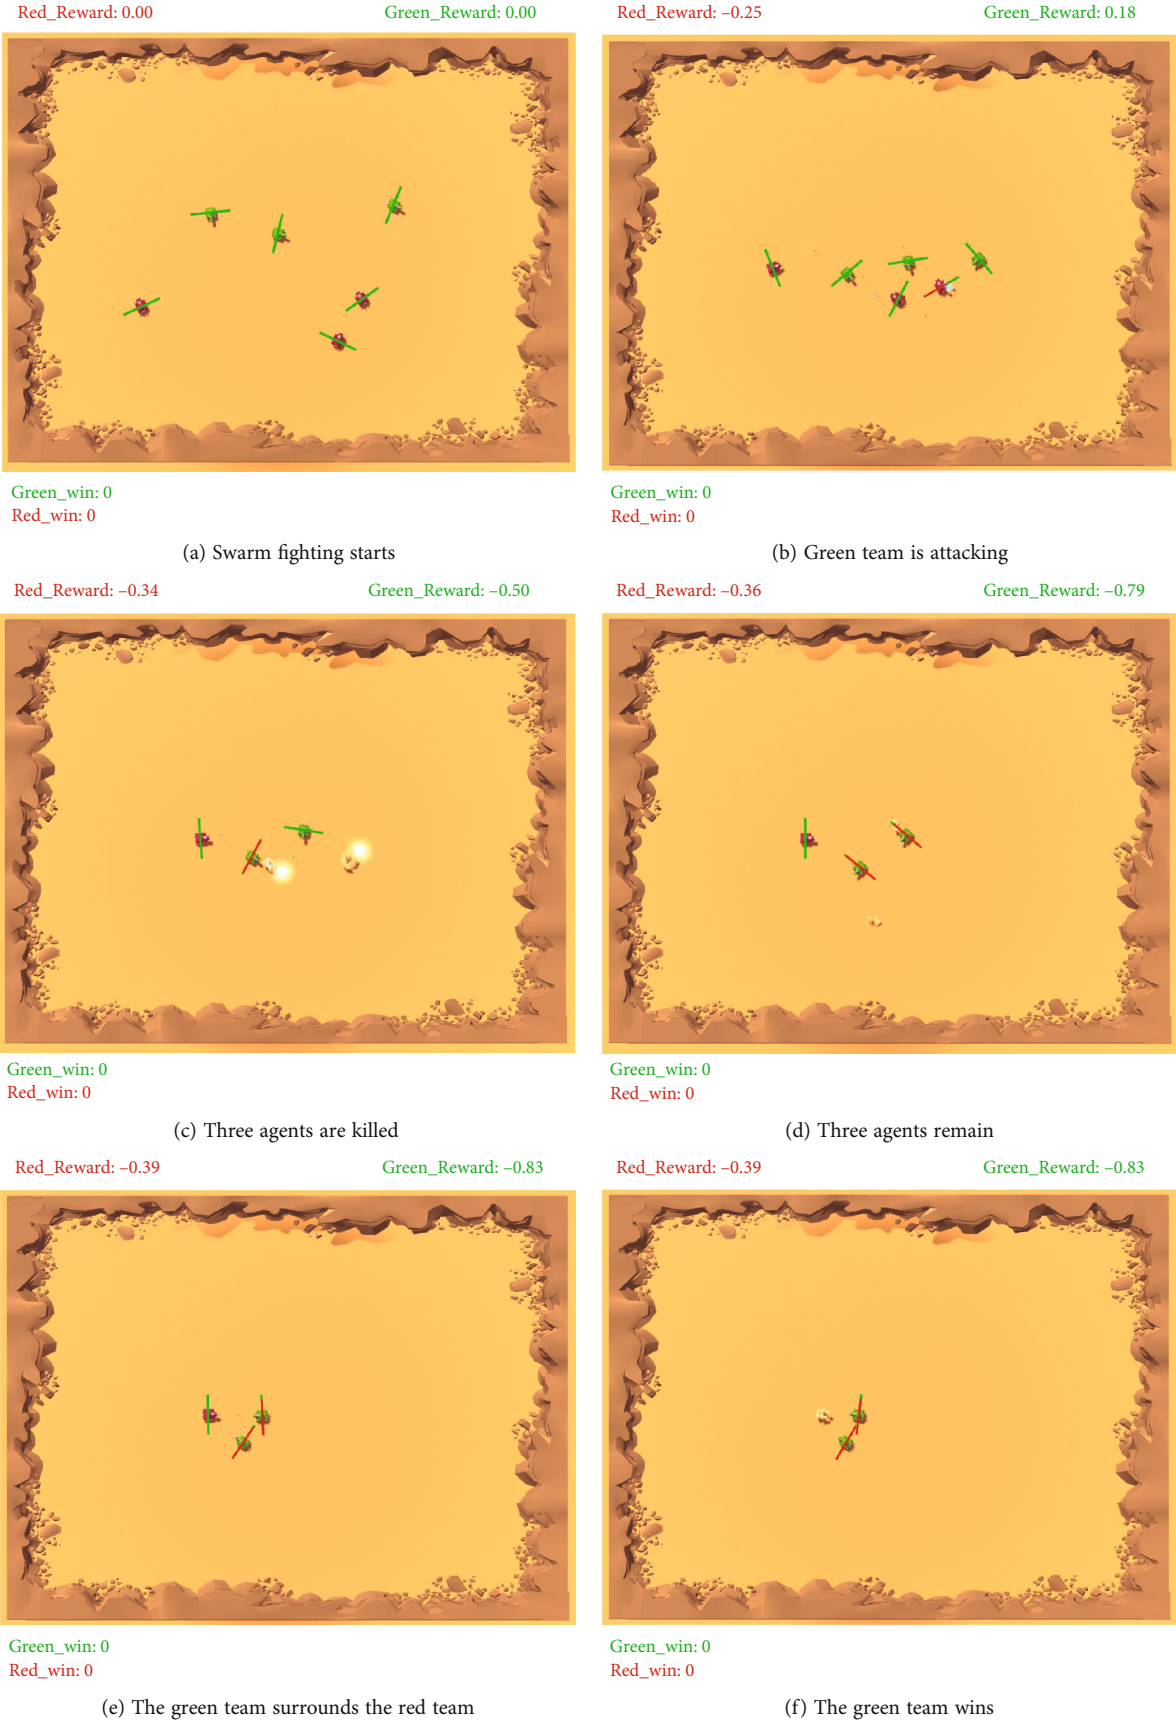 Red_Reward: 0.00 Green_Reward: 0.00
Red_Reward: –0.25 Green_Reward: 0.18
Green_win: 0
Red_win: 0
Green_win: 0
Red_win: 0
(a) Swarm fighting starts
(b) Green team is attacking
Red_Reward: –0.34 Green_Reward: –0.50
Red_Reward: –0.36 Green_Reward: –0.79
Green_win: 0
Red_win: 0
Green_win: 0
Red_win: 0
(c) Three agents are killed
(d) Three agents remain
Red_Reward: –0.39 Green_Reward: –0.83
Red_Reward: –0.39 Green_Reward: –0.83
Green_win: 0
Red_win: 0
Green_win: 0
Red_win: 0
(e) The green team surrounds the red team
(f) The green team wins